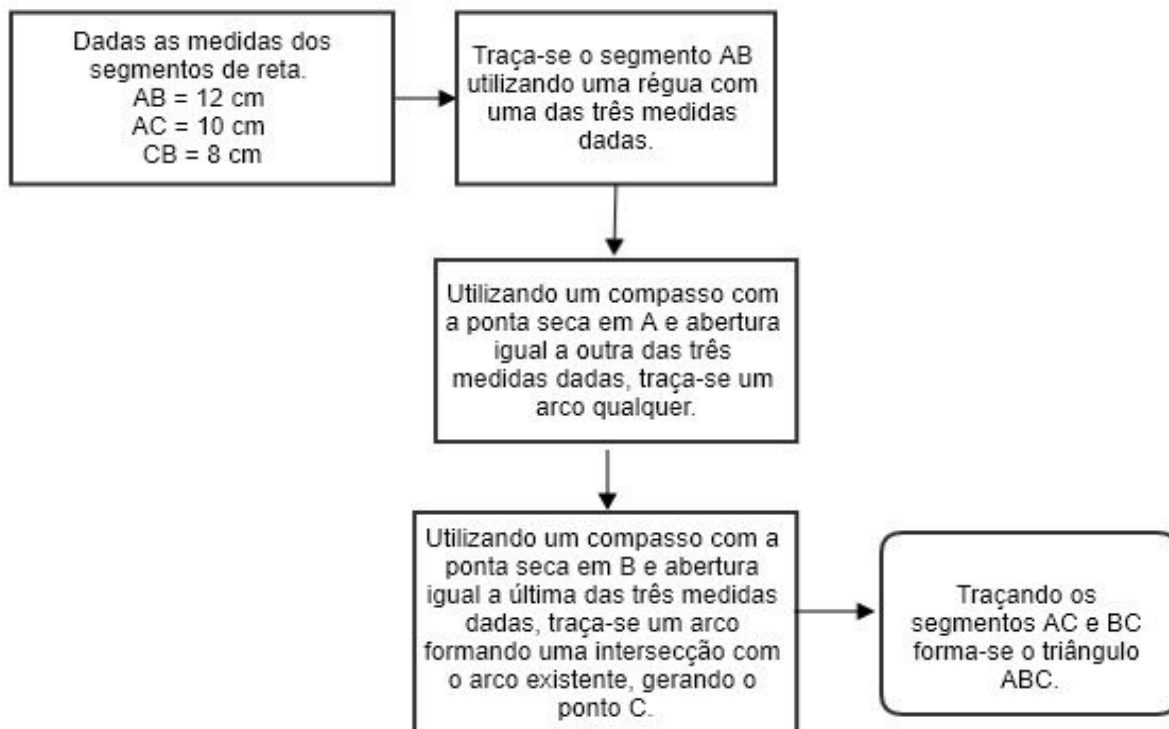 Dadas as medidas dos
segmentos de reta.
AB = 12 cm
AC = 10 cm
CB = 8 cm
Traça-se o segmento AB
utilizando uma régua com
uma das três medidas
dadas.
Utilizando um compasso com
a ponta seca em A e abertura
igual a outra das três
medidas dadas, traça-se um
arco qualquer.
Utilizando um compasso com a
ponta seca em B e abertura
igual a última das três medidas
dadas, traça-se um arco
formando uma intersecção com
o arco existente, gerando o
ponto C.
Traçando os
segmentos AC e BC
forma-se o triângulo
ABC.